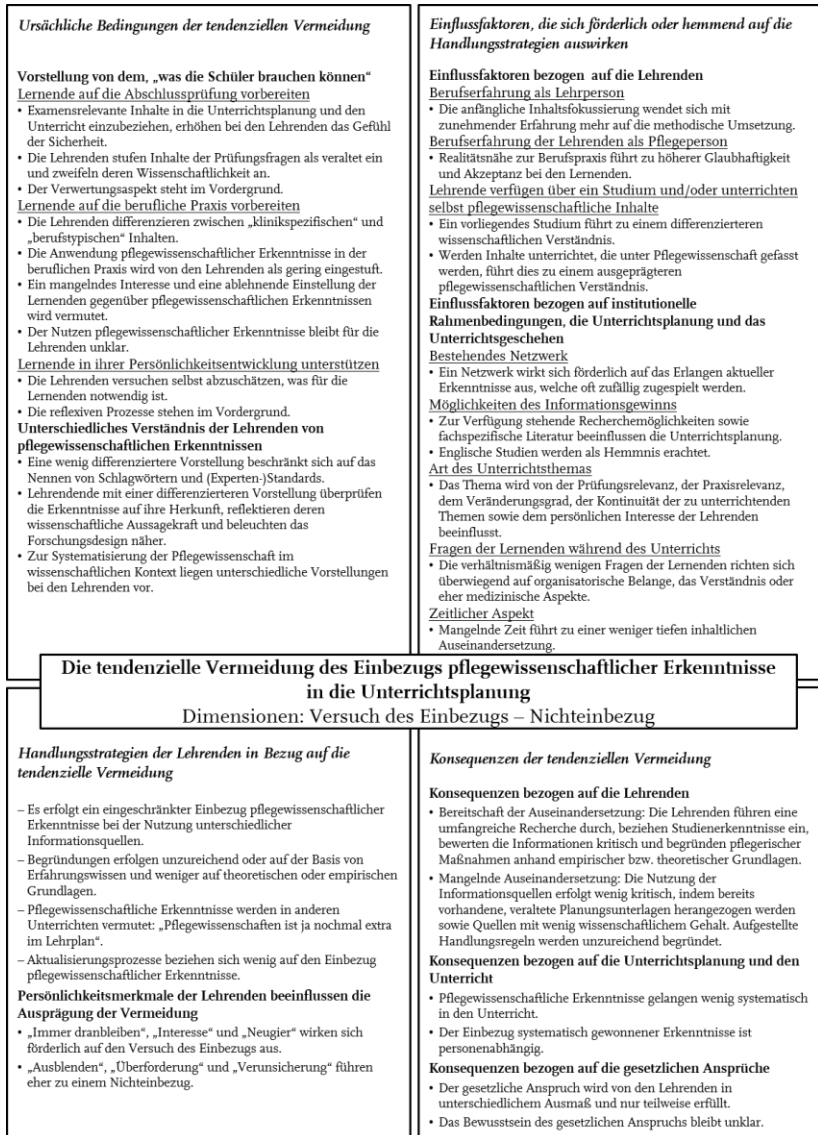 Ursächliche Bedingungen der tendenziellen Vermeidung
Vorstellung von dem, „was die Schüler brauchen können“
Lernende auf die Abschlussprüfung vorbereiten
• Examensrelevante Inhalte in die Unterrichtsplanung und den
Unterricht einzubeziehen, erhöhen bei den Lehrenden das Gefühl
der Sicherheit.
• Die Lehrenden stufen Inhalte der Prüfungsfragen als veraltet ein
und zweifeln deren Wissenschaftlichkeit an.
• Der Verwertungsaspekt steht im Vordergrund.
Lernende auf die berufliche Praxis vorbereiten
• Die Lehrenden differenzieren zwischen „klinikspezifischen“ und
„berufstypischen“ Inhalten.
• Die Anwendung pflegewissenschaftlicher Erkenntnisse in der
beruflichen Praxis wird von den Lehrenden als gering eingestuft.
• Ein mangelndes Interesse und eine ablehnende Einstellung der
Lernenden gegenüber pflegewissenschaftlichen Erkenntnissen
wird vermutet.
• Der Nutzen pflegewissenschaftlicher Erkenntnisse bleibt für die
Lehrenden unklar.
Lernende in ihrer Persönlichkeitsentwicklung unterstützen
• Die Lehrenden versuchen selbst abzuschätzen, was für die
Lernenden notwendig ist.
• Die reflexiven Prozesse stehen im Vordergrund.
Unterschiedliches Verständnis der Lehrenden von
pflegewissenschaftlichen Erkenntnissen
• Eine wenig differenziertere Vorstellung beschränkt sich auf das
Nennen von Schlagwörtern und (Experten-)Standards.
• Lehrendende mit einer differenzierteren Vorstellung überprüfen
die Erkenntnisse auf ihre Herkunft, reflektieren deren
wissenschaftliche Aussagekraft und beleuchten das
Forschungsdesign näher.
• Zur Systematisierung der Pflegewissenschaft im
wissenschaftlichen Kontext liegen unterschiedliche Vorstellungen
bei den Lehrenden vor.
Einflussfaktoren, die sich förderlich oder hemmend auf die
Handlungsstrategien auswirken
Einflussfaktoren bezogen auf die Lehrenden
Berufserfahrung als Lehrperson
• Die anfängliche Inhaltsfokussierung wendet sich mit
zunehmender Erfahrung mehr auf die methodische Umsetzung.
Berufserfahrung der Lehrenden als Pflegeperson
• Realitätsnähe zur Berufspraxis führt zu höherer Glaubhaftigkeit
und Akzeptanz bei den Lernenden.
Lehrende verfügen über ein Studium und/oder unterrichten
selbst pflegewissenschaftliche Inhalte
• Ein vorliegendes Studium führt zu einem differenzierteren
wissenschaftlichen Verständnis.
• Werden Inhalte unterrichtet, die unter Pflegewissenschaft gefasst
werden, führt dies zu einem ausgeprägteren
pflegewissenschaftlichen Verständnis.
Einflussfaktoren bezogen auf institutionelle
Rahmenbedingungen, die Unterrichtsplanung und das
Unterrichtsgeschehen
Bestehendes Netzwerk
• Ein Netzwerk wirkt sich förderlich auf das Erlangen aktueller
Erkenntnisse aus, welche oft zufällig zugespielt werden.
Möglichkeiten des Informationsgewinns
• Zur Verfügung stehende Recherchemöglichkeiten sowie
fachspezifische Literatur beeinflussen die Unterrichtsplanung.
• Englische Studien werden als Hemmnis erachtet.
Art des Unterrichtsthemas
• Das Thema wird von der Prüfungsrelevanz, der Praxisrelevanz,
dem Veränderungsgrad, der Kontinuität der zu unterrichtenden
Themen sowie dem persönlichen Interesse der Lehrenden
beeinflusst.
Fragen der Lernenden während des Unterrichts
• Die verhältnismäßig wenigen Fragen der Lernenden richten sich
überwiegend auf organisatorische Belange, das Verständnis oder
eher medizinische Aspekte.
Zeitlicher Aspekt
• Mangelnde Zeit führt zu einer weniger tiefen inhaltlichen
Auseinandersetzung.
Die tendenzielle Vermeidung des Einbezugs pflegewissenschaftlicher Erkenntnisse
in die Unterrichtsplanung
Dimensionen: Versuch des Einbezugs – Nichteinbezug
Handlungsstrategien der Lehrenden in Bezug auf die
tendenzielle Vermeidung
– Es erfolgt ein eingeschränkter Einbezug pflegewissenschaftlicher
Erkenntnisse bei der Nutzung unterschiedlicher
Informationsquellen.
– Begründungen erfolgen unzureichend oder auf der Basis von
Erfahrungswissen und weniger auf theoretischen oder empirischen
Grundlagen.
– Pflegewissenschaftliche Erkenntnisse werden in anderen
Unterrichten vermutet: „Pflegewissenschaften ist ja nochmal extra
im Lehrplan“.
– Aktualisierungsprozesse beziehen sich wenig auf den Einbezug
pflegewissenschaftlicher Erkenntnisse.
Persönlichkeitsmerkmale der Lehrenden beeinflussen die
Ausprägung der Vermeidung
• „Immer dranbleiben“, „Interesse“ und „Neugier“ wirken sich
förderlich auf den Versuch des Einbezugs aus.
• „Ausblenden“, „Überforderung“ und „Verunsicherung“ führen
eher zu einem Nichteinbezug.
Konsequenzen der tendenziellen Vermeidung
Konsequenzen bezogen auf die Lehrenden
• Bereitschaft der Auseinandersetzung: Die Lehrenden führen eine
umfangreiche Recherche durch, beziehen Studienerkenntnisse ein,
bewerten die Informationen kritisch und begründen pflegerischer
Maßnahmen anhand empirischer bzw. theoretischer Grundlagen.
• Mangelnde Auseinandersetzung: Die Nutzung der
Informationsquellen erfolgt wenig kritisch, indem bereits
vorhandene, veraltete Planungsunterlagen herangezogen werden
sowie Quellen mit wenig wissenschaftlichem Gehalt. Aufgestellte
Handlungsregeln werden unzureichend begründet.
Konsequenzen bezogen auf die Unterrichtsplanung und den
Unterricht
• Pflegewissenschaftliche Erkenntnisse gelangen wenig systematisch
in den Unterricht.
• Der Einbezug systematisch gewonnener Erkenntnisse ist
personenabhängig.
Konsequenzen bezogen auf die gesetzlichen Ansprüche
• Der gesetzliche Anspruch wird von den Lehrenden in
unterschiedlichem Ausmaß und nur teilweise erfüllt.
• Das Bewusstsein des gesetzlichen Anspruchs bleibt unklar.